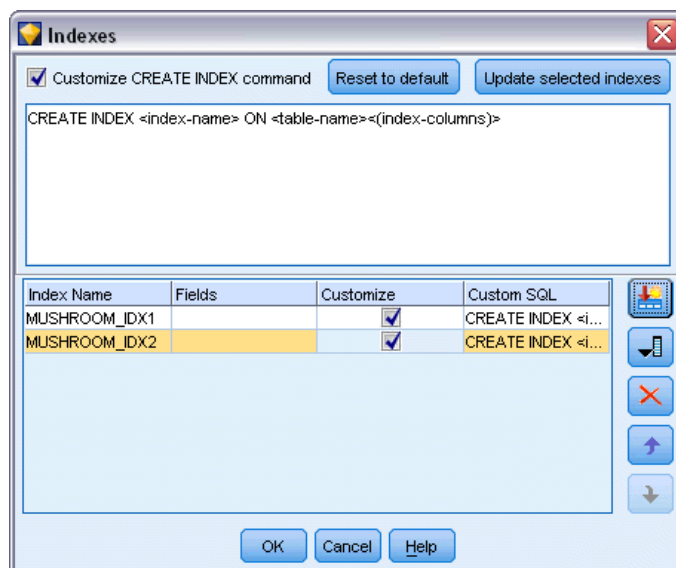 Indexes
Customize CREATE INDEX command Reset to default Update selected indexes
CREATE INDEX <index-name> ON <table-name><(index-columns)>
Index Name Fields Customize Custom SQL
MUSHROOM_IDX1 CREATE INDEX <i...
MUSHROOM_IDX2 CREATE INDEX <i...
OK Cancel Help